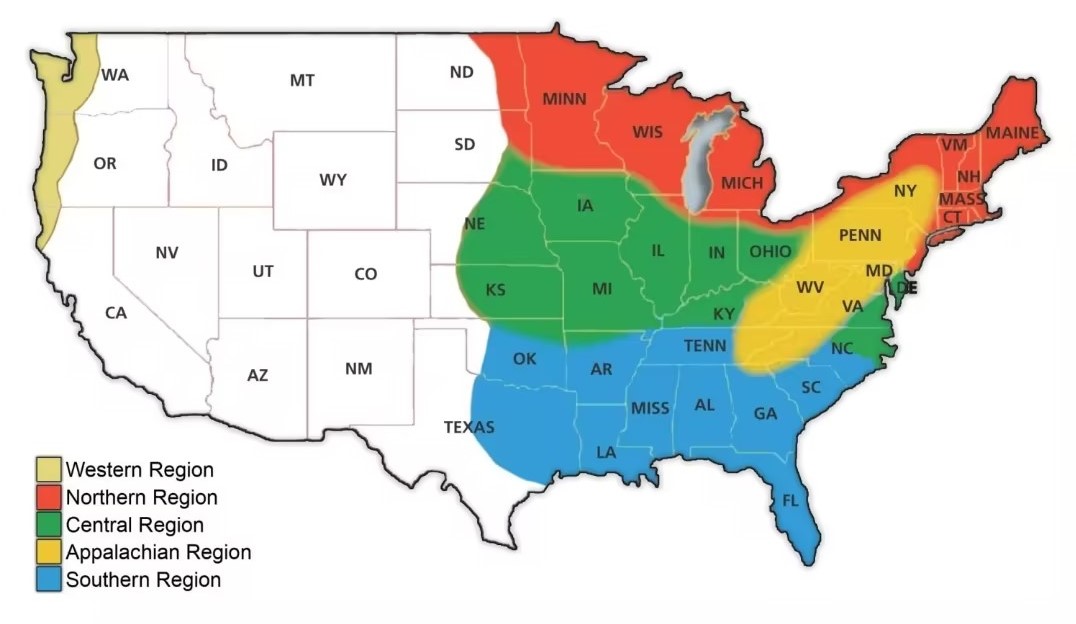 WA
MT
ND
MINN
OR
ID
WY
SD
WIS
MICH
VM
MAINE
NH
NY
MASS
CT
NV
UT
CO
NE
IA
IL
IN
OHIO
PENN
MD
DE
CA
KS
MI
KY
WV
VA
AZ
NM
OK
AR
TENN
NC
TEXAS
LA
MISS
AL
GA
SC
FL
Western Region
Northern Region
Central Region
Appalachian Region
Southern Region